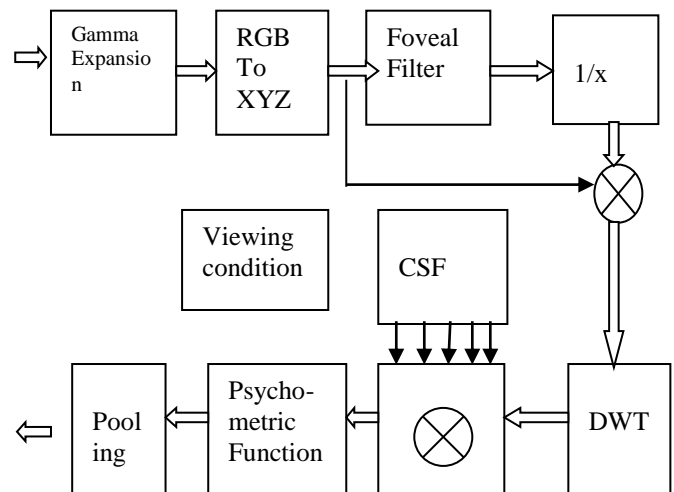 Gamma
Expansio
n
RGB
To
XYZ
Foveal
Filter
1/x
Viewing
condition
CSF
Pool
ing
Psycho-
metric
Function
DWT